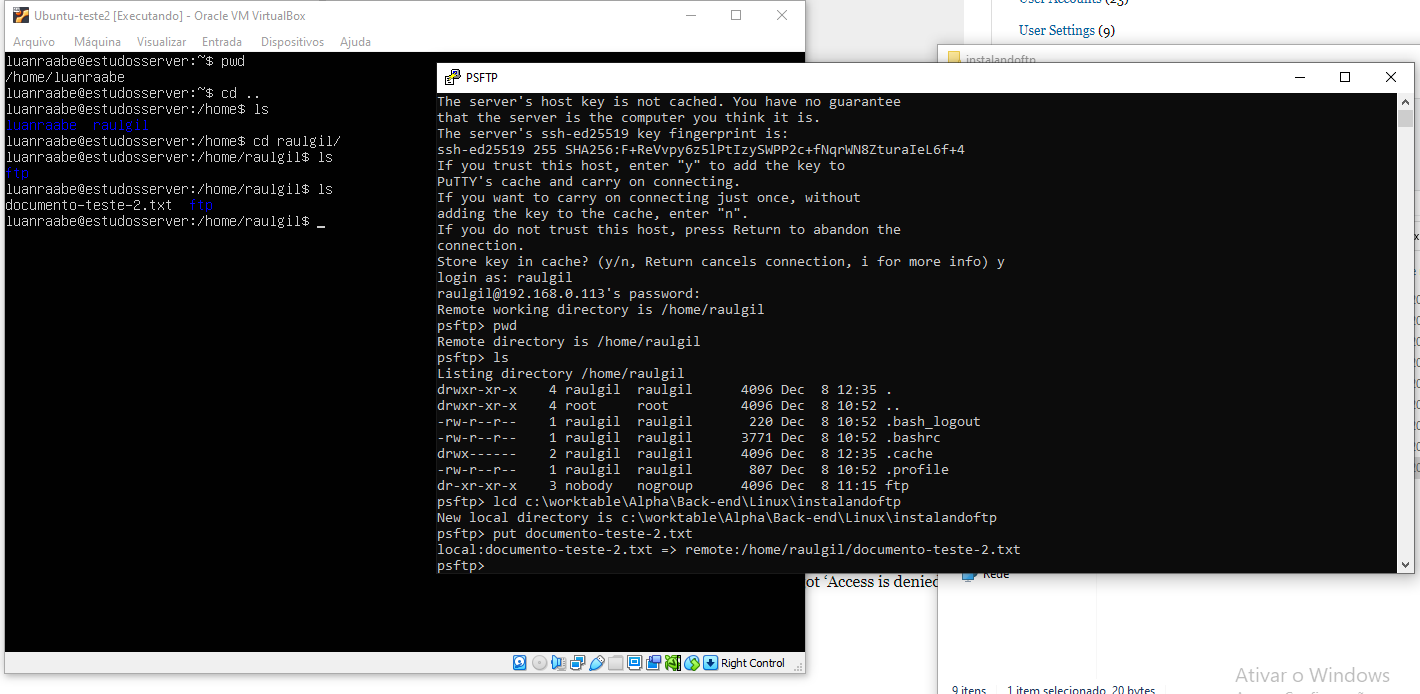 Ubuntu-teste2 [Executando] - Oracle VM VirtualBox
Arquivo Máquina Visualizar Entrada Dispositivos Ajuda
luanraabe@estudosserver:~$ pwd
/home/luanraabe
luanraabe@estudosserver:~$ cd ..
luanraabe@estudosserver:/home$ ls
luanraabe raulgil
luanraabe@estudosserver:/home$ cd raulgil/
luanraabe@estudosserver:/home/raulgil$ ls
ftp
luanraabe@estudosserver:/home/raulgil$ ls
documento-teste-2.txt ftp
luanraabe@estudosserver:/home/raulgil$ _
Right Control
User Accounts (23)
User Settings (9)
instalandoftp
PSFTP
The server's host key is not cached. You have no guarantee
that the server is the computer you think it is.
The server's ssh-ed25519 key fingerprint is:
ssh-ed25519 255 SHA256:F+ReVvpy6z5lPtIzySWPP2c+fNqrWN8ZturaIeL6f+4
If you trust this host, enter "y" to add the key to
PuTTY's cache and carry on connecting.
If you want to carry on connecting just once, without
adding the key to the cache, enter "n".
If you do not trust this host, press Return to abandon the
connection.
Store key in cache? (y/n, Return cancels connection, i for more info) y
login as: raulgil
raulgil@192.168.0.113's password:
Remote working directory is /home/raulgil
psftp> pwd
Remote directory is /home/raulgil
psftp> ls
Listing directory /home/raulgil
drwxr-xr-x 4 raulgil raulgil 4096 Dec 8 12:35 .
drwxr-xr-x 4 root root 4096 Dec 8 10:52 ..
-rw-r--r-- 1 raulgil raulgil 220 Dec 8 10:52 .bash_logout
-rw-r--r-- 1 raulgil raulgil 3771 Dec 8 10:52 .bashrc
drwx------ 2 raulgil raulgil 4096 Dec 8 12:35 .cache
-rw-r--r-- 1 raulgil raulgil 807 Dec 8 10:52 .profile
dr-xr-xr-x 3 nobody nogroup 4096 Dec 8 11:15 ftp
psftp> lcd c:\worktable\Alpha\Back-end\Linux\instalandoftp
New local directory is c:\worktable\Alpha\Back-end\Linux\instalandoftp
psftp> put documento-teste-2.txt
local:documento-teste-2.txt => remote:/home/raulgil/documento-teste-2.txt
psftp>
ot ‘Access is denied
Rede
9 itens 1 item selecionado 20 bytes
Ativar o Windows